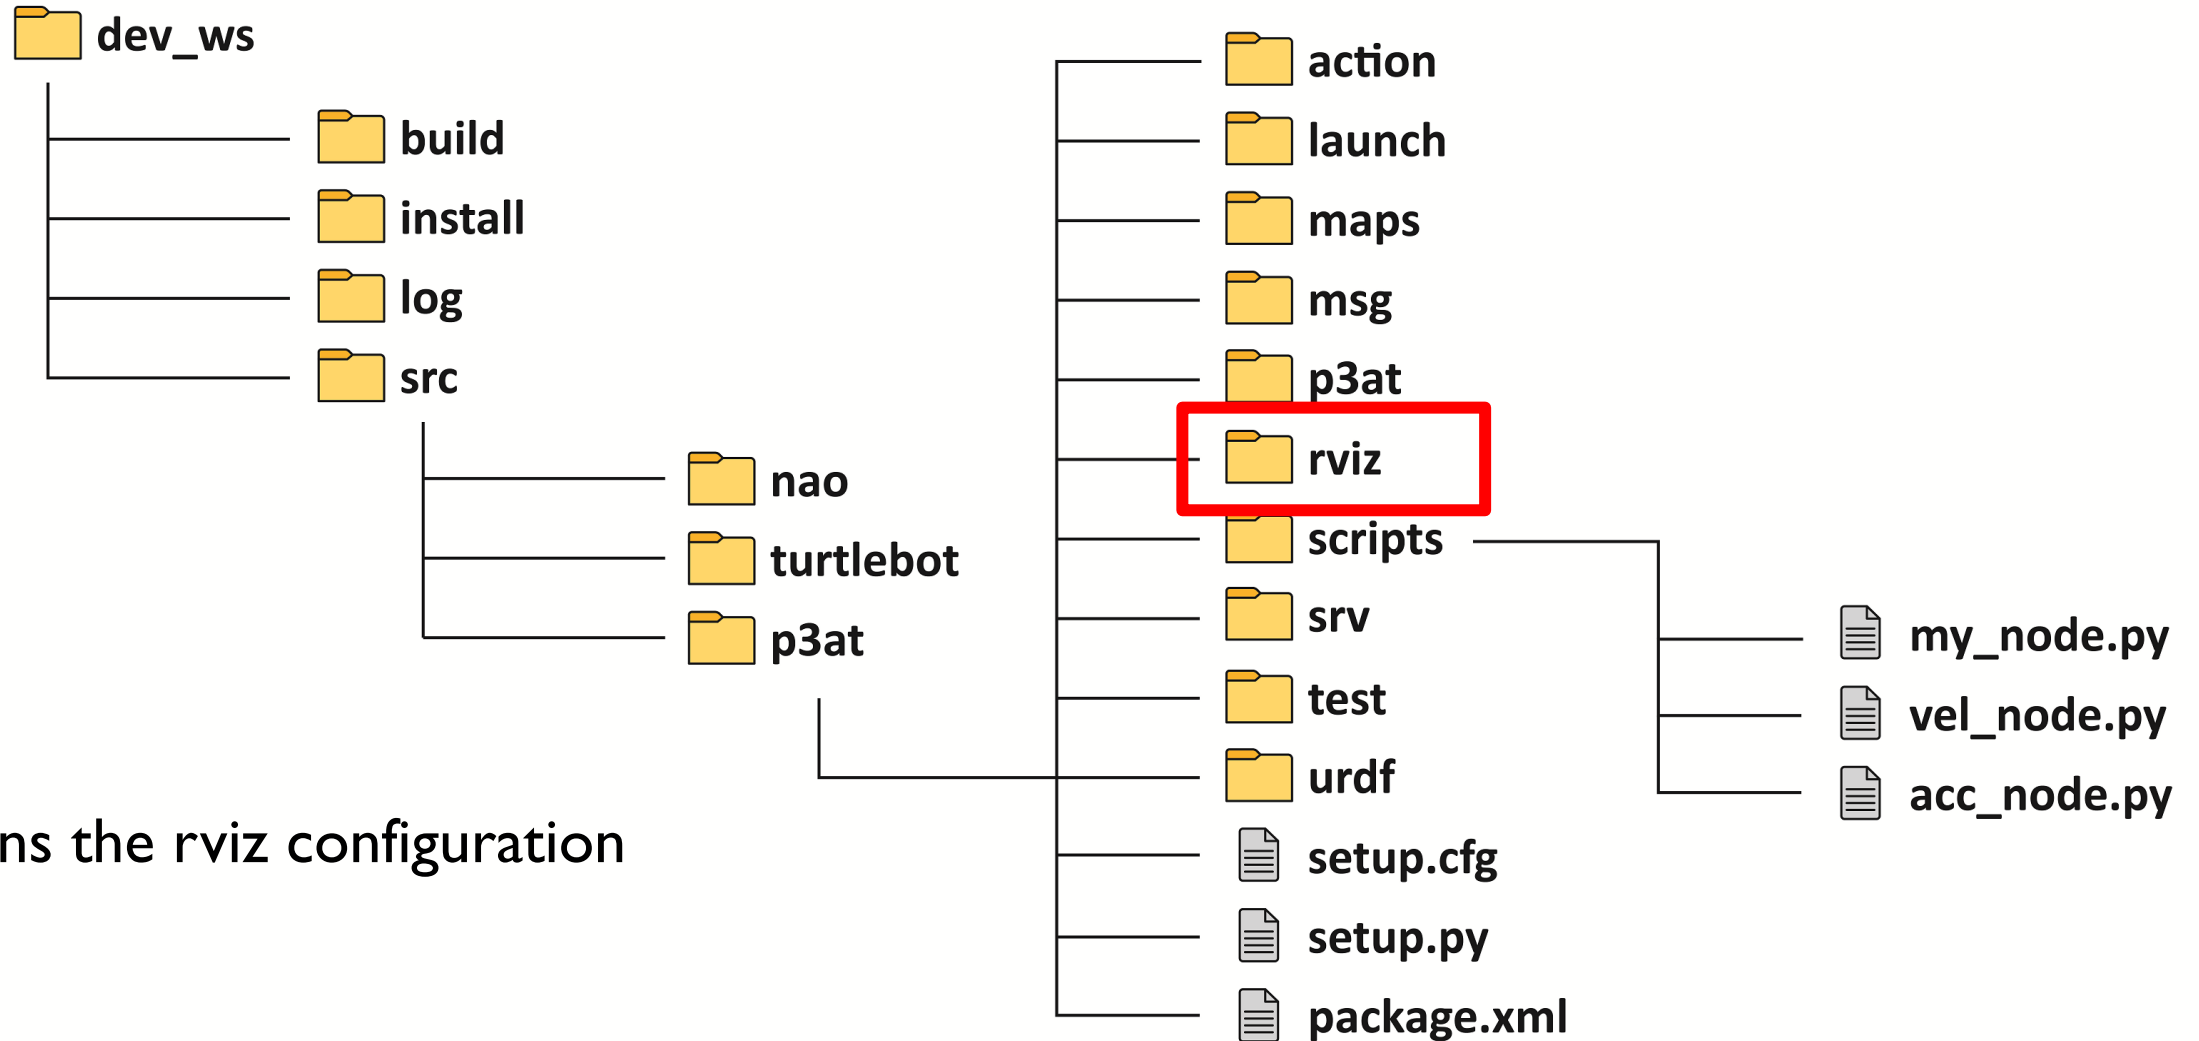 dev_ws
build
install
log
src
nao
turtlebot
p3at
action
launch
maps
msg
p3at
rviz
scripts
srv
test
urdf
setup.cfg
setup.py
package.xml
my_node.py
vel_node.py
acc_node.py
ns the rviz configuration